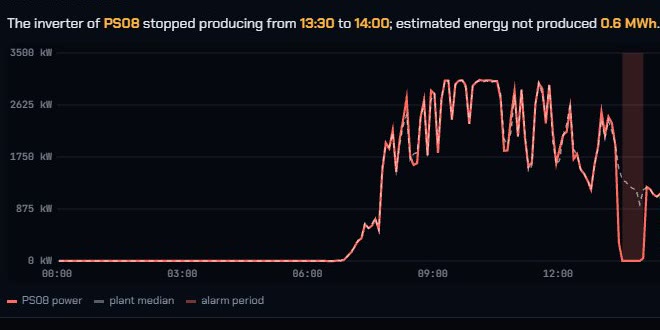 The inverter of PS08 stopped producing from 13:30 to 14:00; estimated energy not produced 0.6 MWh.
3500 kW
2625 kW
1750 kW
875 kW
0 kW
00:00 03:00 06:00 09:00 12:00
PS08 power plant median alarm period